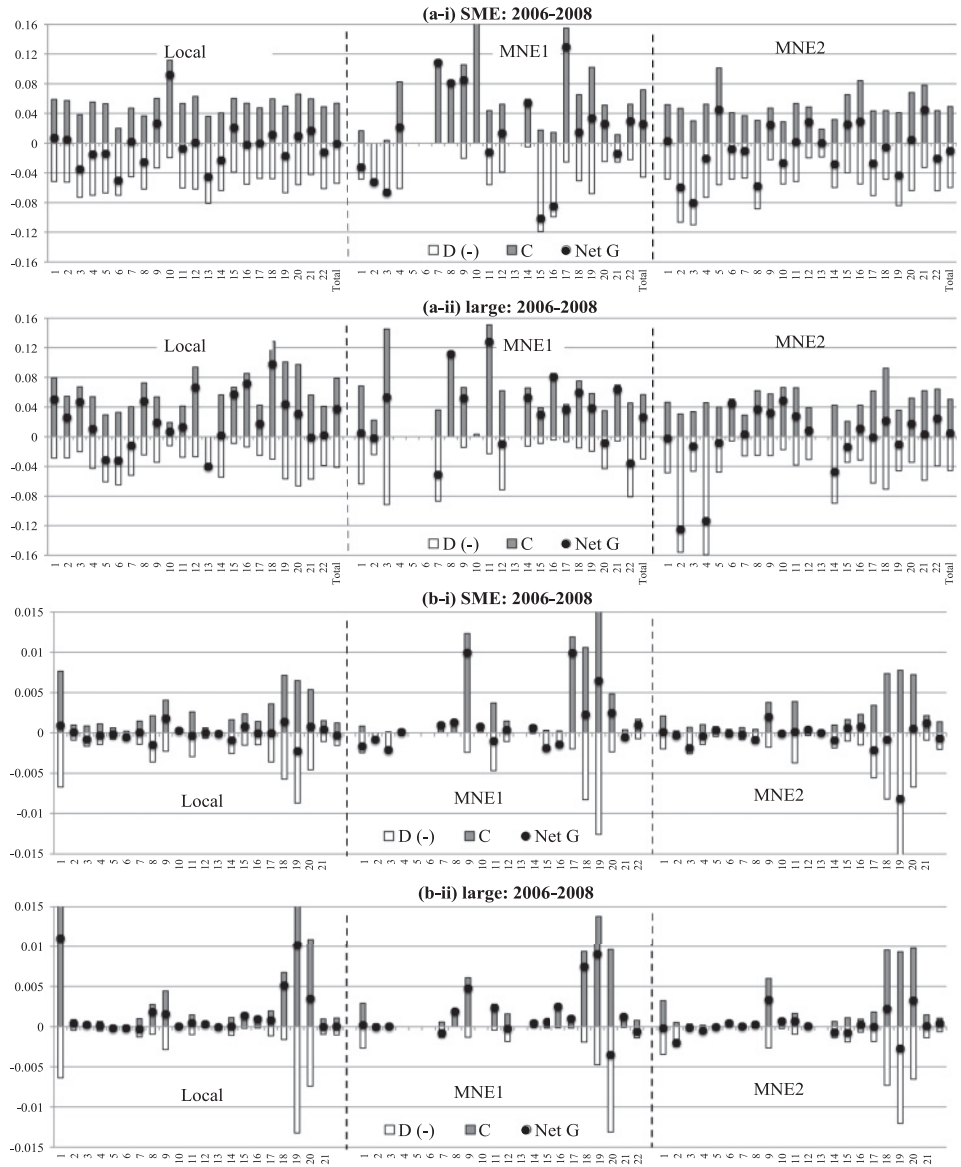 (a-i) SME: 2006-2008
0.16
0.12
0.08
0.04
0
-0.04
-0.08
-0.12
-0.16
Local
MNE1
MNE2
D (-) C Net G
1 2 3 4 5 6 7 8 9 10 11 12 13 14 15 16 17 18 19 20 21 22 Total 1 2 3 4 5 6 7 8 9 10 11 12 14 15 16 17 18 19 20 21 22 Total 1 2 3 4 5 6 7 8 9 10 11 12 13 14 15 16 17 18 19 20 21 22 Total
(a-ii) large: 2006-2008
0.16
0.12
0.08
0.04
0
-0.04
-0.08
-0.12
-0.16
Local
MNE1
MNE2
D (-) C Net G
1 2 3 4 5 6 7 8 9 10 11 12 13 14 15 16 17 18 19 20 21 22 Total 1 2 3 4 5 6 7 8 9 10 11 12 14 15 16 17 18 19 20 21 22 Total 1 2 3 4 5 6 7 8 9 10 11 12 14 15 16 17 18 19 20 21 22 Total
(b-i) SME: 2006-2008
0.015
0.01
0.005
0
-0.005
-0.01
-0.015
Local
MNE1
MNE2
D (-) C Net G
1 2 3 4 5 6 7 8 9 10 11 12 13 14 15 16 17 18 19 20 21 1 2 3 4 5 6 7 8 9 10 11 12 14 15 16 17 18 19 20 21 22 1 2 3 4 5 6 7 8 9 10 11 12 13 14 15 16 17 18 19 20 21
(b-ii) large: 2006-2008
0.015
0.01
0.005
0
-0.005
-0.01
-0.015
Local
MNE1
MNE2
D (-) C Net G
1 2 3 4 5 6 7 8 9 10 11 12 13 14 15 16 17 18 19 20 21 1 2 3 4 5 6 7 8 9 10 11 12 14 15 16 17 18 19 20 21 22 1 2 3 4 5 6 7 8 9 10 11 12 14 15 16 17 18 19 20 21